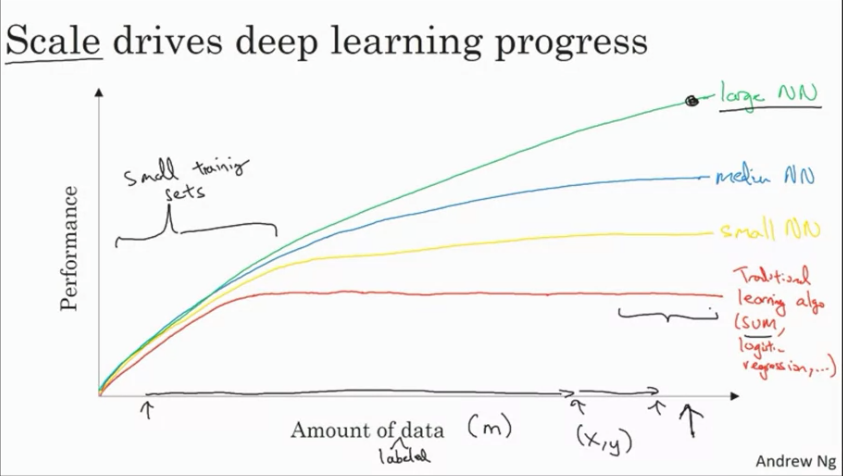 Scale drives deep learning progress
large NN
small training
sets
medium NN
small NN
Performance
Traditional
learning algo
(SVM,
logistic
regression,...)
Amount of data (m)
labeled
(x,y)
Andrew Ng